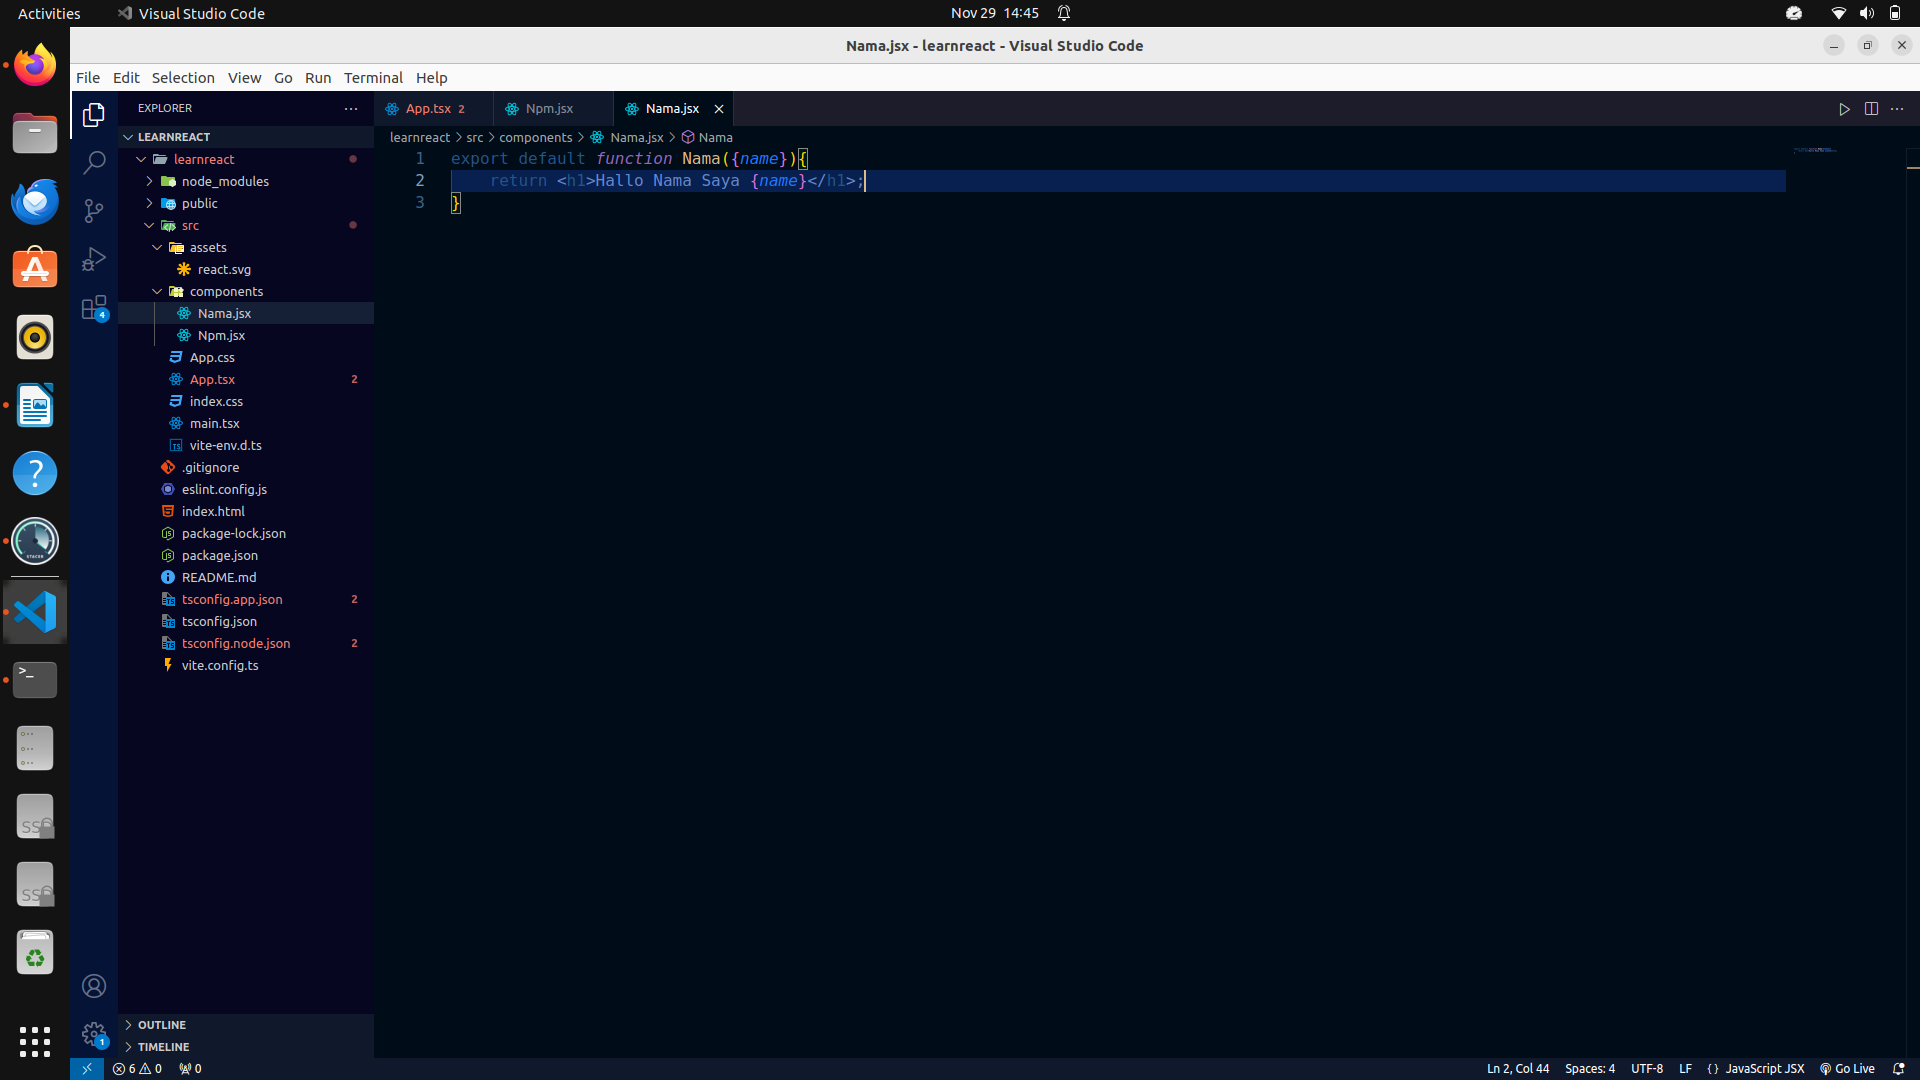 Activities
Visual Studio Code
Nov 29 14:45
Nama.jsx - learnreact - Visual Studio Code
File Edit Selection View Go Run Terminal Help
EXPLORER
LEARNREACT
learnreact
node_modules
public
src
assets
react.svg
components
Nama.jsx
Npm.jsx
App.css
App.tsx 2
index.css
main.tsx
vite-env.d.ts
.gitignore
eslint.config.js
index.html
package-lock.json
package.json
README.md
tsconfig.app.json 2
tsconfig.json
tsconfig.node.json 2
vite.config.ts
OUTLINE
TIMELINE
4
1
App.tsx 2
Npm.jsx
Nama.jsx
learnreact > src > components > Nama.jsx > Nama
1 export default function Nama({name}){
2 return <h1>Hallo Nama Saya {name}</h1>;
3 }
>_
?
STACER
SS
SS
6 0 0
Ln 2, Col 44 Spaces: 4 UTF-8 LF {} JavaScript JSX Go Live